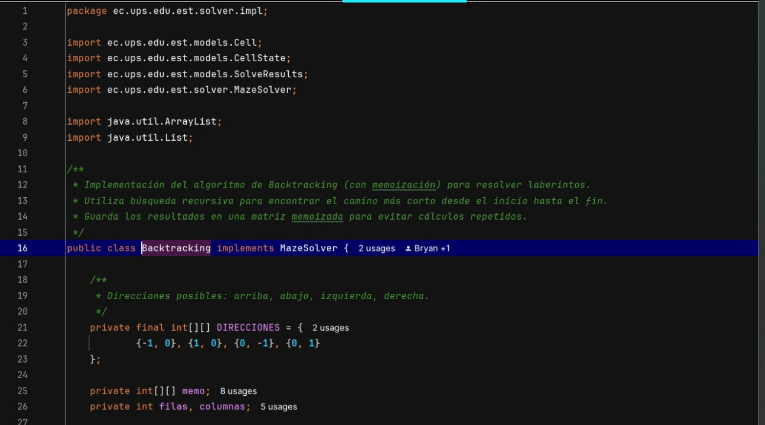 1 package ec.ups.edu.est.solver.impl;
2
3 import ec.ups.edu.est.models.Cell;
4 import ec.ups.edu.est.models.CellState;
5 import ec.ups.edu.est.models.SolveResults;
6 import ec.ups.edu.est.solver.MazeSolver;
7
8 import java.util.ArrayList;
9 import java.util.List;
10
11 /**
12 * Implementación del algoritmo de Backtracking (con memoización) para resolver laberintos.
13 * Utiliza búsqueda recursiva para encontrar el camino más corto desde el inicio hasta el fin.
14 * Guarda los resultados en una matriz memoizada para evitar cálculos repetidos.
15 */
16 public class Backtracking implements MazeSolver { 2 usages Bryan +1
17
18 /**
19 * Direcciones posibles: arriba, abajo, izquierda, derecha.
20 */
21 private final int[][] DIRECCIONES = { 2 usages
22 {-1, 0}, {1, 0}, {0, -1}, {0, 1}
23 };
24
25 private int[][] memo; 8 usages
26 private int filas, columnas; 5 usages
27